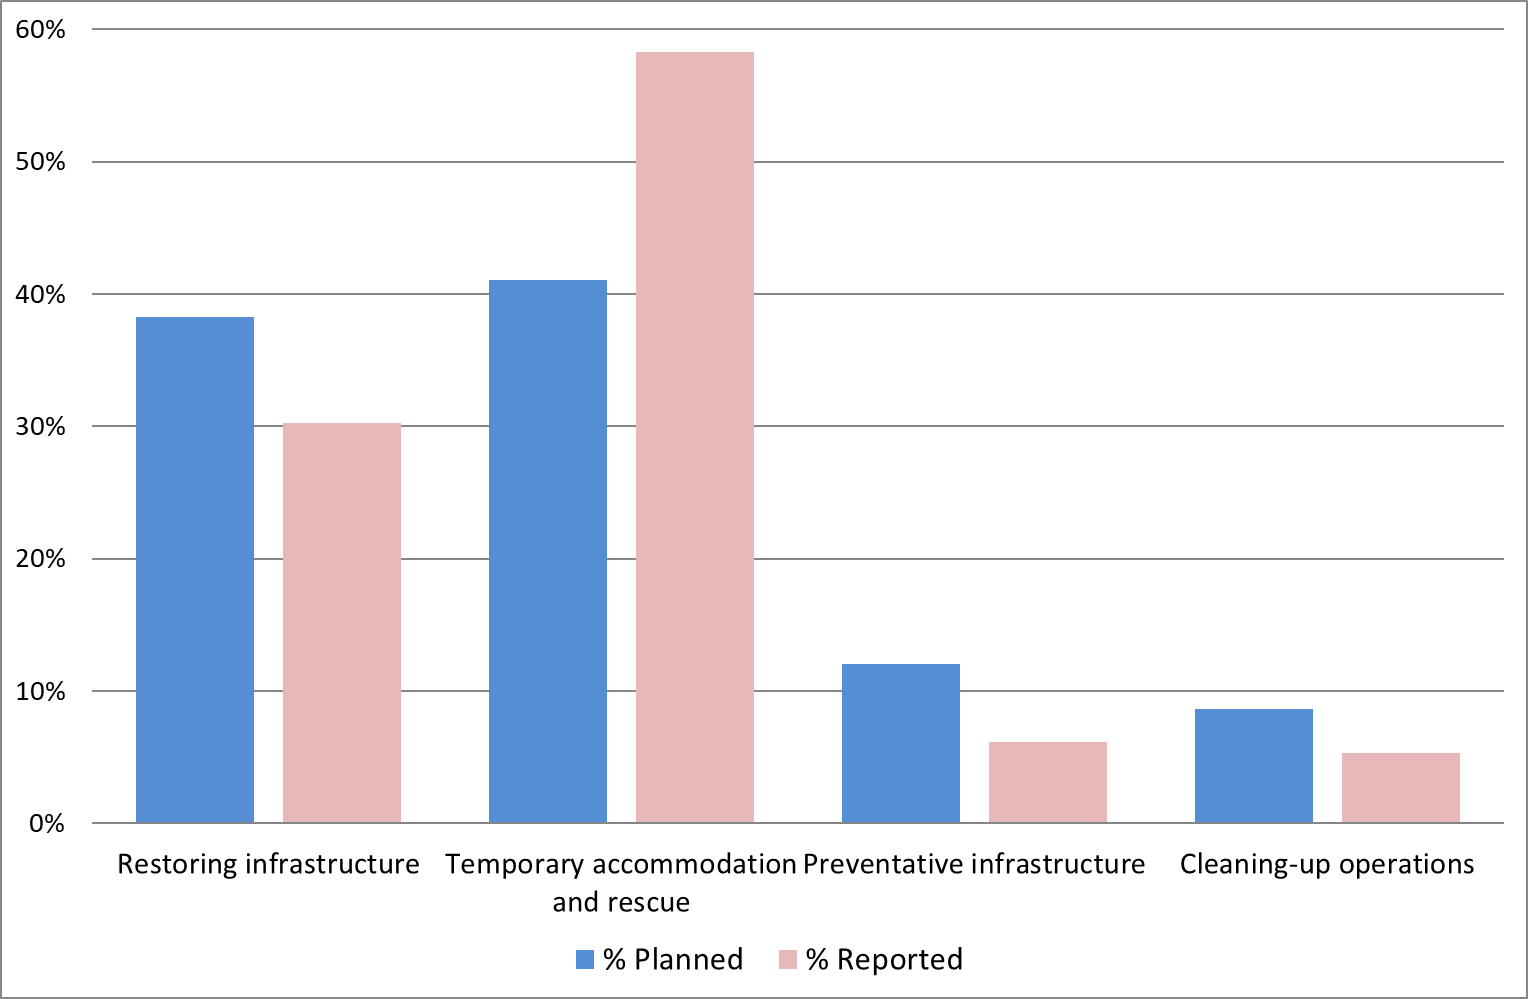 60%
50%
40%
30%
20%
10%
0%
Restoring infrastructure
Temporary accommodation
and rescue
Preventative infrastructure
Cleaning-up operations
% Planned
% Reported